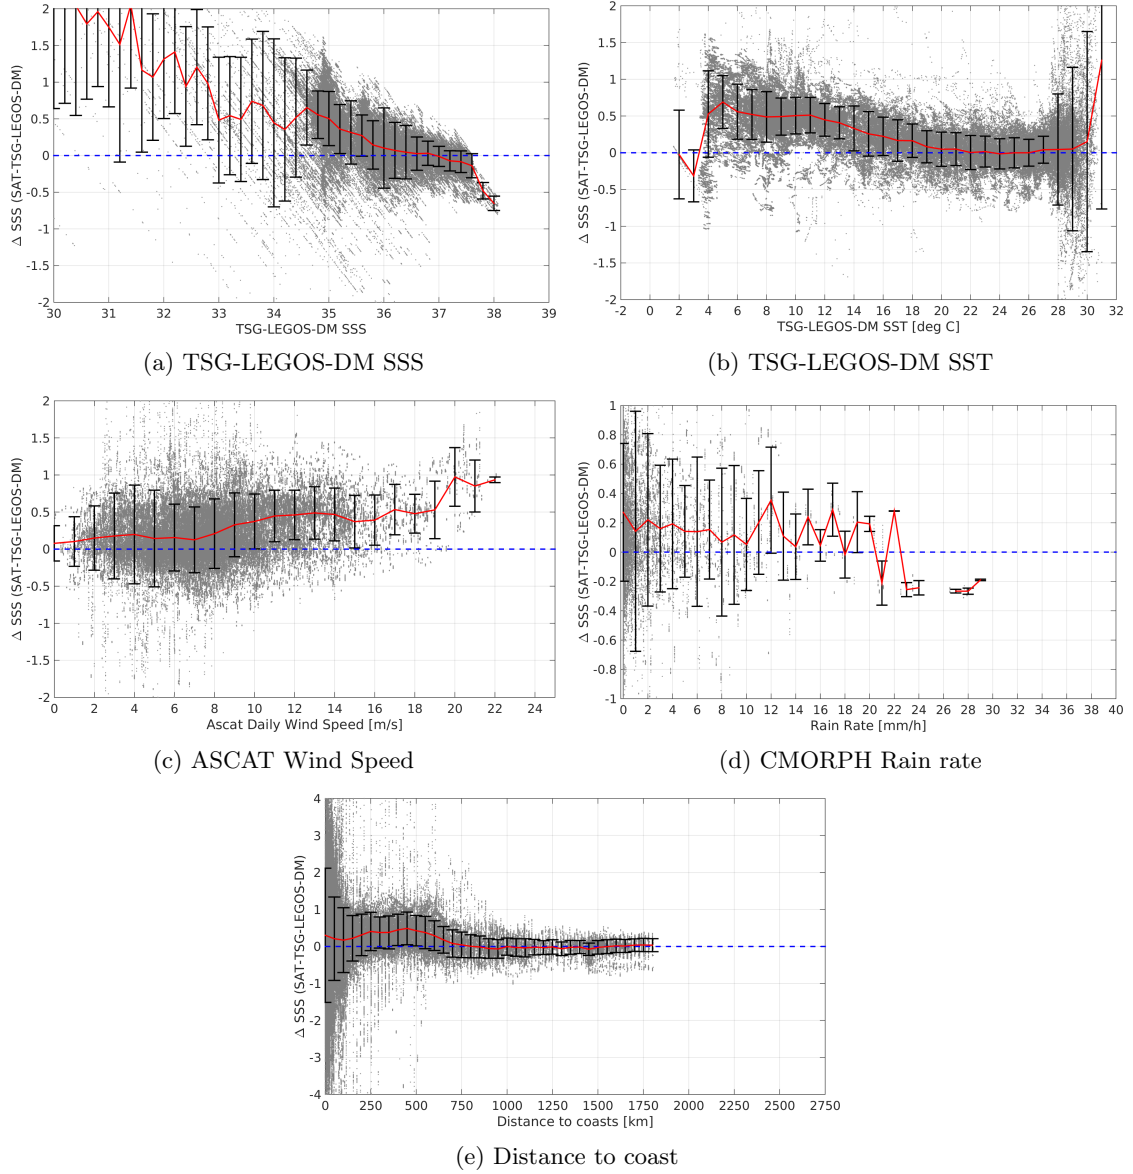 2
1.5
1
0.5
0
-0.5
-1
-1.5
-2
Δ SSS (SAT-TSG-LEGOS-DM)
30 31 32 33 34 35 36 37 38 39
TSG-LEGOS-DM SSS
(a) TSG-LEGOS-DM SSS
2
1.5
1
0.5
0
-0.5
-1
-1.5
-2
Δ SSS (SAT-TSG-LEGOS-DM)
-2 0 2 4 6 8 10 12 14 16 18 20 22 24 26 28 30 32
TSG-LEGOS-DM SST [deg C]
(b) TSG-LEGOS-DM SST
2
1.5
1
0.5
0
-0.5
-1
-1.5
-2
Δ SSS (SAT-TSG-LEGOS-DM)
0 2 4 6 8 10 12 14 16 18 20 22 24
Ascat Daily Wind Speed [m/s]
(c) ASCAT Wind Speed
1
0.8
0.6
0.4
0.2
0
-0.2
-0.4
-0.6
-0.8
-1
Δ SSS (SAT-TSG-LEGOS-DM)
0 2 4 6 8 10 12 14 16 18 20 22 24 26 28 30 32 34 36 38 40
Rain Rate [mm/h]
(d) CMORPH Rain rate
4
3
2
1
0
-1
-2
-3
-4
Δ SSS (SAT-TSG-LEGOS-DM)
0 250 500 750 1000 1250 1500 1750 2000 2250 2500 2750
Distance to coasts [km]
(e) Distance to coast